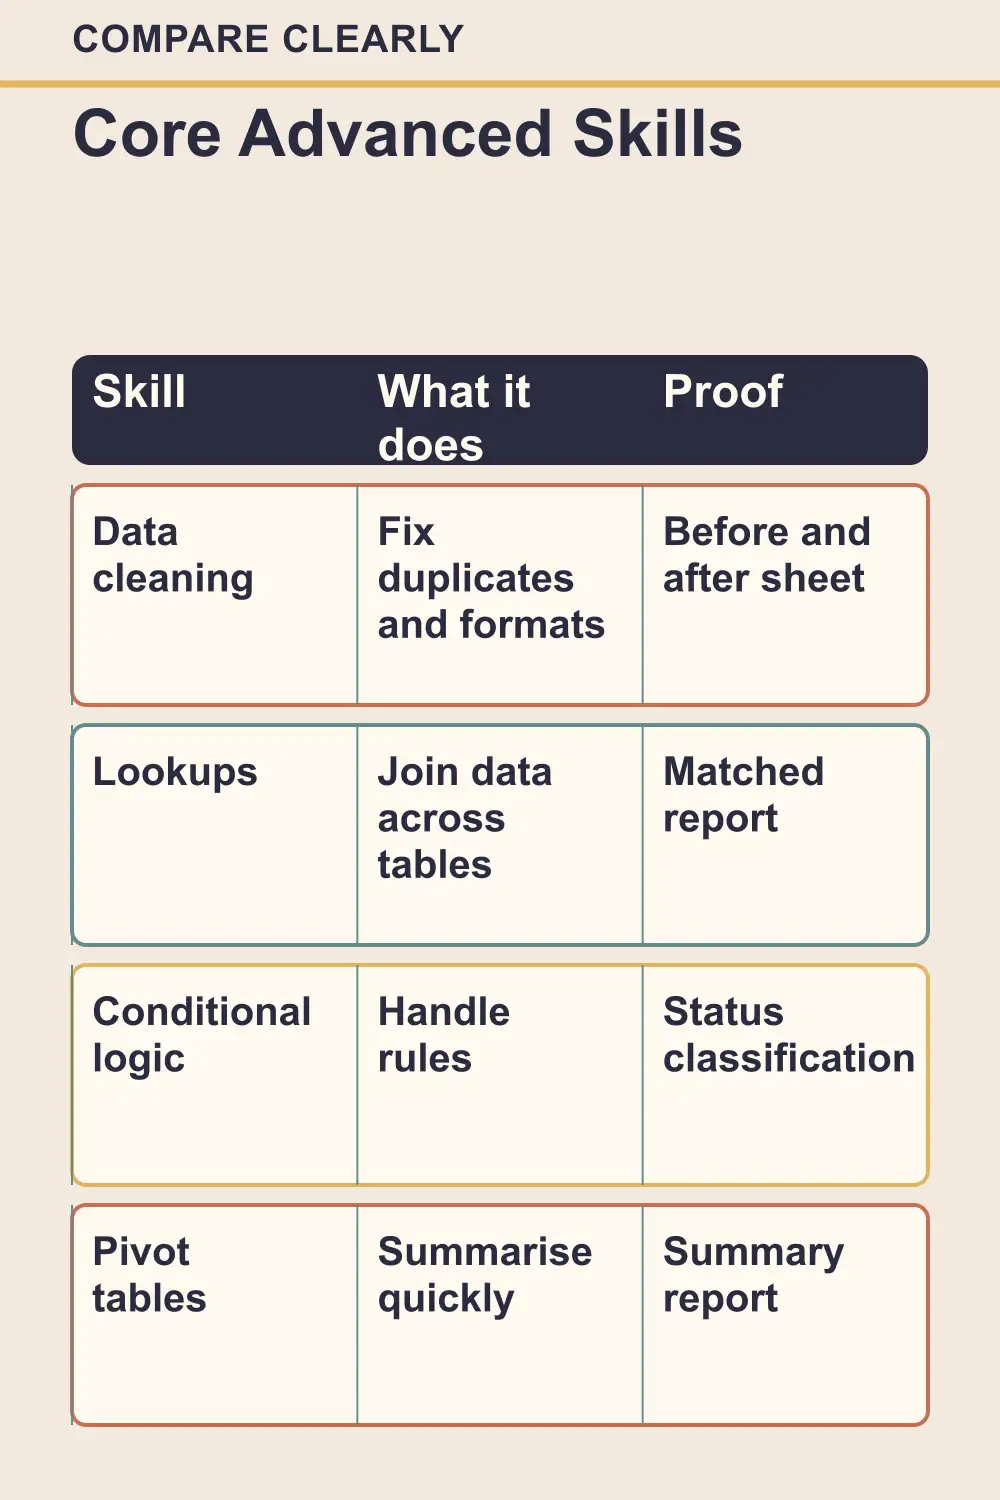 COMPARE CLEARLY
Core Advanced Skills
Skill
What it
does
Proof
Data
cleaning
Fix
duplicates
and formats
Before and
after sheet
Lookups
Join data
across
tables
Matched
report
Conditional
logic
Handle
rules
Status
classification
Pivot
tables
Summarise
quickly
Summary
report